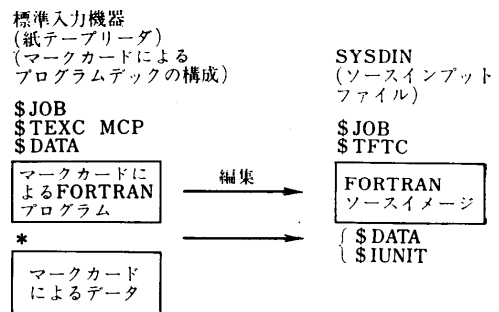 標準入力機器
(紙テープリーダ)
(マークカードによる
プログラムデックの構成)
$JOB
$TEXC MCP
$DATA
マークカードに
よるFORTRAN
プログラム
*
マークカード
によるデータ
編集
SYSDIN
(ソースインプット
ファイル)
$JOB
$TFTC
FORTRAN
ソースイメージ
$DATA
$IUNIT